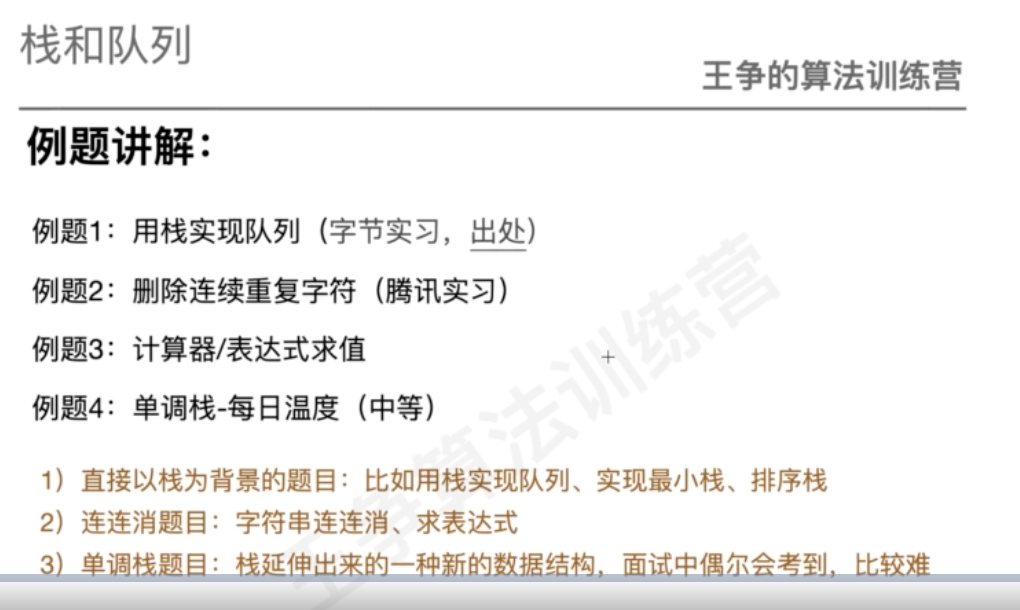 栈和队列
王争的算法训练营
例题讲解：
例题1：用栈实现队列（字节实习，出处）
例题2：删除连续重复字符（腾讯实习）
例题3：计算器/表达式求值
例题4：单调栈-每日温度（中等）
1）直接以栈为背景的题目：比如用栈实现队列、实现最小栈、排序栈
2）连连消题目：字符串连连消、求表达式
3）单调栈题目：栈延伸出来的一种新的数据结构，面试中偶尔会考到，比较难
王争算法训练营